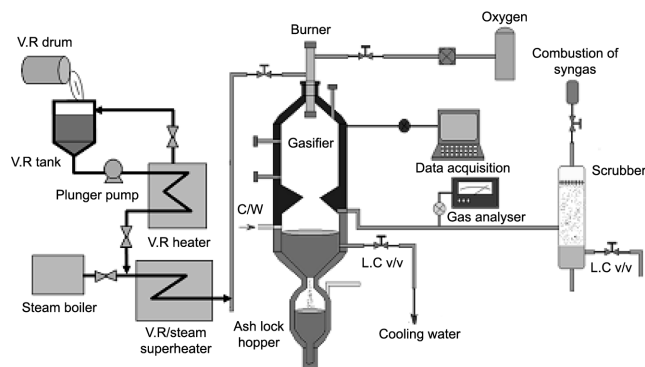 V.R drum
V.R tank
Plunger pump
V.R heater
Steam boiler
V.R/steam
superheater
Burner
Oxygen
Gasifier
C/W
Ash lock
hopper
Data acquisition
Gas analyser
L.C v/v
Cooling water
Combustion of
syngas
Scrubber
L.C v/v